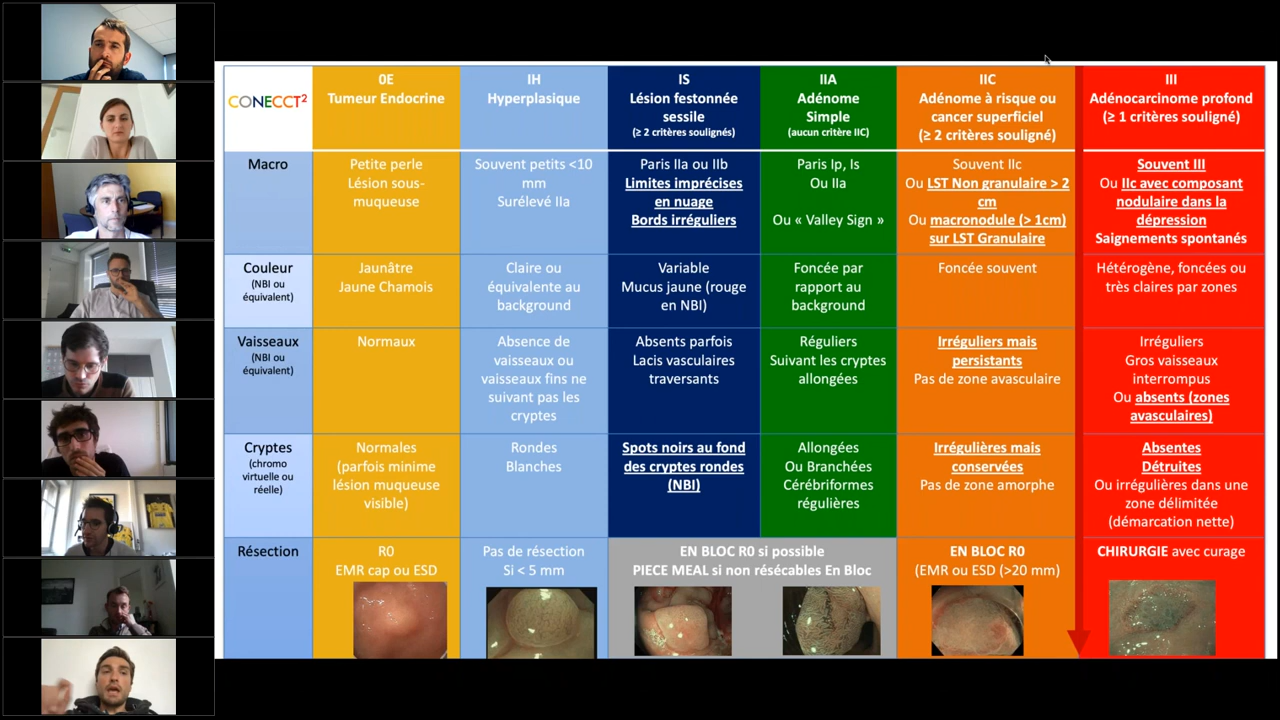 CONECCT²
0E
Tumeur Endocrine
IH
Hyperplasique
IS
Lésion festonnée
sessile
(≥ 2 critères soulignés)
IIA
Adénome
Simple
(aucun critère IIC)
IIC
Adénome à risque ou
cancer superficiel
(≥ 2 critères souligné)
III
Adénocarcinome profond
(≥ 1 critères souligné)
Macro
Petite perle
Lésion sous-
muqueuse
Souvent petits <10
mm
Surélevé IIa
Paris IIa ou IIb
Limites imprécises
en nuage
Bords irréguliers
Paris Ip, Is
Ou IIa
Ou « Valley Sign »
Souvent IIc
Ou LST Non granulaire > 2
cm
Ou macronodule (> 1cm)
sur LST Granulaire
Souvent III
Ou IIc avec composant
nodulaire dans la
dépression
Saignements spontanés
Couleur
(NBI ou
équivalent)
Jaunâtre
Jaune Chamois
Claire ou
équivalente au
background
Variable
Mucus jaune (rouge
en NBI)
Foncée par
rapport au
background
Foncée souvent
Hétérogène, foncées ou
très claires par zones
Vaisseaux
(NBI ou
équivalent)
Normaux
Absence de
vaisseaux ou
vaisseaux fins ne
suivant pas les
cryptes
Absents parfois
Lacis vasculaires
traversants
Réguliers
Suivant les cryptes
allongées
Irréguliers mais
persistants
Pas de zone avasculaire
Irréguliers
Gros vaisseaux
interrompus
Ou absents (zones
avasculaires)
Cryptes
(chromo
virtuelle ou
réelle)
Normales
(parfois minime
lésion muqueuse
visible)
Rondes
Blanches
Spots noirs au fond
des cryptes rondes
(NBI)
Allongées
Ou Branchées
Cérébriformes
régulières
Irrégulières mais
conservées
Pas de zone amorphe
Absentes
Détruites
Ou irrégulières dans une
zone délimitée
(démarcation nette)
Résection
R0
EMR cap ou ESD
Pas de résection
Si < 5 mm
EN BLOC R0 si possible
PIECE MEAL si non résécables En Bloc
EN BLOC R0
(EMR ou ESD (>20 mm)
CHIRURGIE avec curage